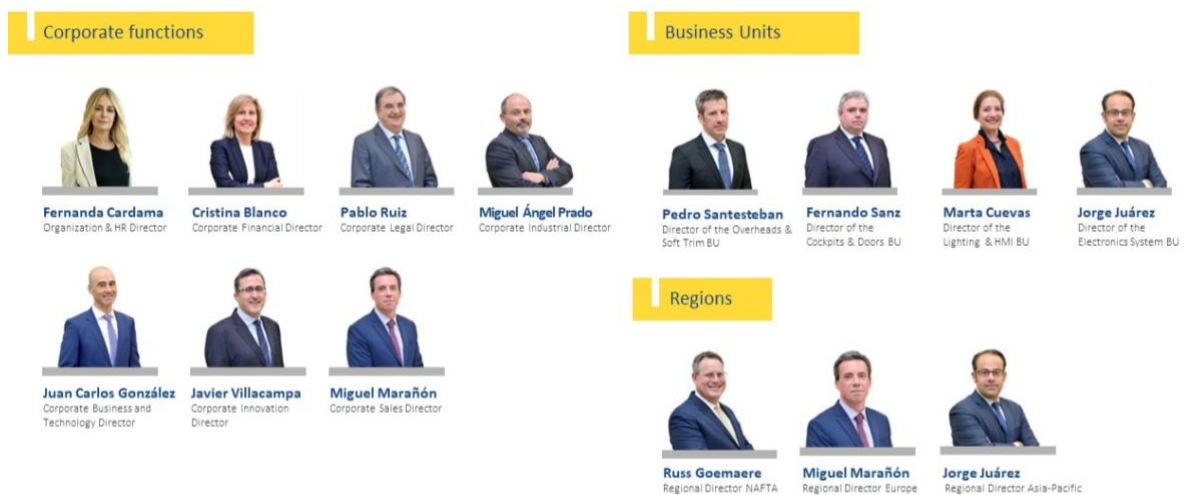 Corporate functions
Fernanda Cardama
Organization & HR Director
Cristina Blanco
Corporate Financial Director
Pablo Ruiz
Corporate Legal Director
Miguel Ángel Prado
Corporate Industrial Director
Juan Carlos González
Corporate Business and
Technology Director
Javier Villacampa
Corporate Innovation
Director
Miguel Marañón
Corporate Sales Director
Business Units
Pedro Santesteban
Director of the Overheads &
Soft Trim BU
Fernando Sanz
Director of the
Cockpits & Doors BU
Marta Cuevas
Director of the
Lighting & HMI BU
Jorge Juárez
Director of the
Electronics System BU
Regions
Russ Goemaere
Regional Director NAFTA
Miguel Marañón
Regional Director Europe
Jorge Juárez
Regional Director Asia-Pacific